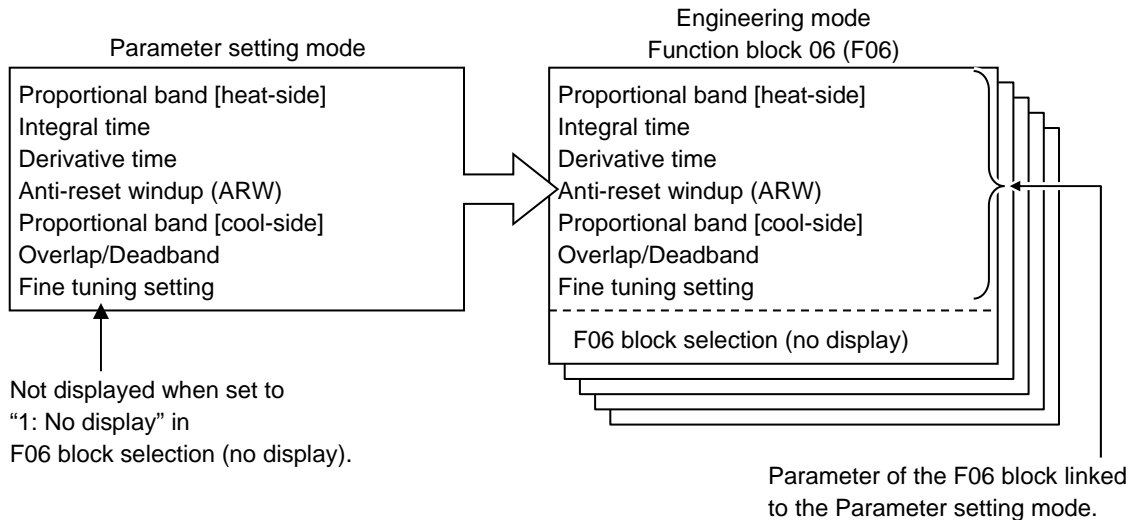 Parameter setting mode
Proportional band [heat-side]
Integral time
Derivative time
Anti-reset windup (ARW)
Proportional band [cool-side]
Overlap/Deadband
Fine tuning setting
Not displayed when set to
“1: No display” in
F06 block selection (no display).
Engineering mode
Function block 06 (F06)
Proportional band [heat-side]
Integral time
Derivative time
Anti-reset windup (ARW)
Proportional band [cool-side]
Overlap/Deadband
Fine tuning setting
F06 block selection (no display)
Parameter of the F06 block linked
to the Parameter setting mode.